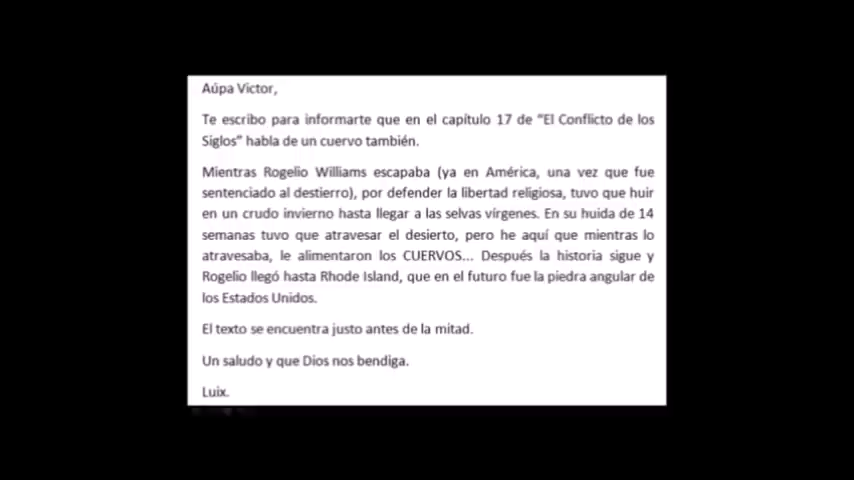 Aúpa Victor,
Te escribo para informarte que en el capítulo 17 de “El Conflicto de los
Siglos” habla de un cuervo también.
Mientras Rogelio Williams escapaba (ya en América, una vez que fue
sentenciado al destierro), por defender la libertad religiosa, tuvo que huir
en un crudo invierno hasta llegar a las selvas vírgenes. En su huida de 14
semanas tuvo que atravesar el desierto, pero he aquí que mientras lo
atravesaba, le alimentaron los CUERVOS... Después la historia sigue y
Rogelio llegó hasta Rhode Island, que en el futuro fue la piedra angular de
los Estados Unidos.
El texto se encuentra justo antes de la mitad.
Un saludo y que Dios nos bendiga.
Luix.